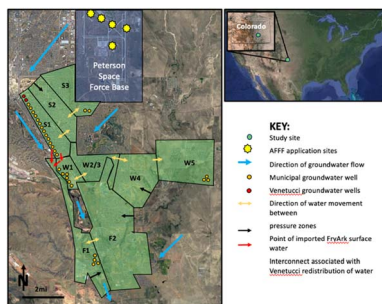 Peterson
Space
Force Base
S3
S2
S1
W1
W2/3
W4
W5
F1
F2
N
2mi
Colorado
KEY:
Study site
AFFF application sites
Direction of groundwater flow
Municipal groundwater well
Venetucci groundwater wells
Direction of water movement
between
pressure zones
Point of imported FryArk surface
water
Interconnect associated with
Venetucci redistribution of water